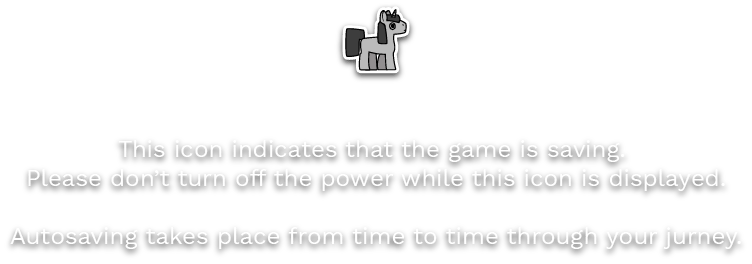 This icon indicates that the game is saving.
Please don't turn off the power while this icon is displayed.
Autosaving takes place from time to time through your jurney.